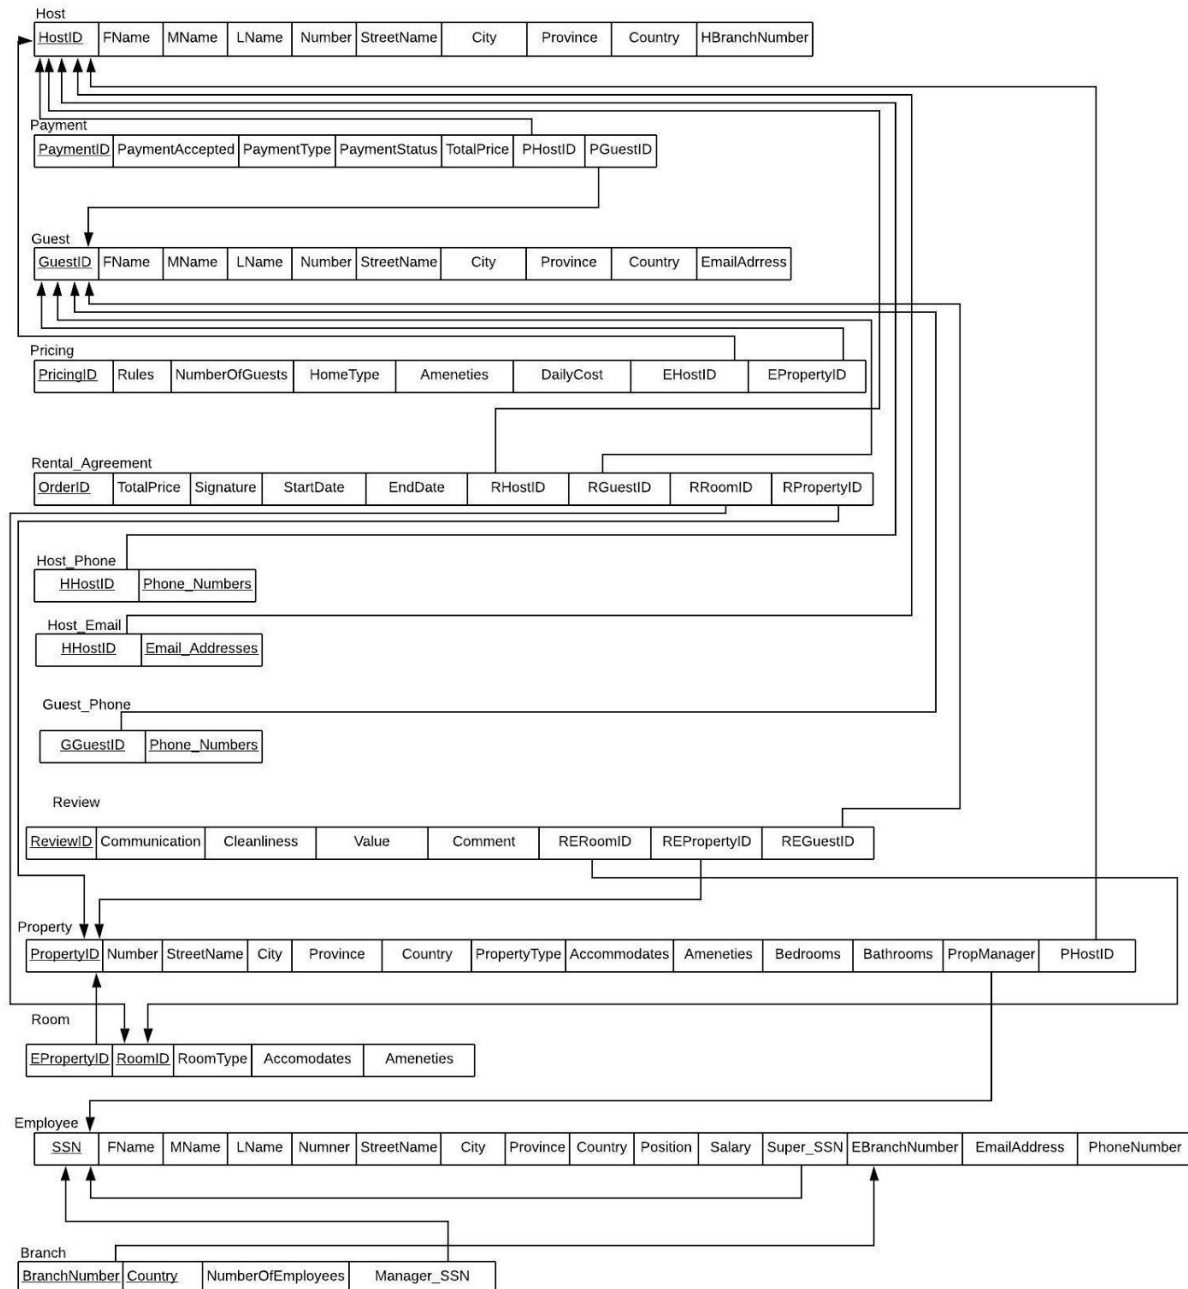 Host
HostID FName MName LName Number StreetName City Province Country HBranchNumber
Payment
PaymentID PaymentAccepted PaymentType PaymentStatus TotalPrice PHostID PGuestID
Guest
GuestID FName MName LName Number StreetName City Province Country EmailAdrress
Pricing
PricingID Rules NumberOfGuests HomeType Ameneties DailyCost EHostID EPropertyID
Rental_Agreement
OrderID TotalPrice Signature StartDate EndDate RHostID RGuestID RRoomID RPropertyID
Host_Phone
HHostID Phone_Numbers
Host_Email
HHostID Email_Addresses
Guest_Phone
GGuestID Phone_Numbers
Review
ReviewID Communication Cleanliness Value Comment RERoomID REPropertyID REGuestID
Property
PropertyID Number StreetName City Province Country PropertyType Accommodates Ameneties Bedrooms Bathrooms PropManager PHostID
Room
EPropertyID RoomID RoomType Accomodates Ameneties
Employee
SSN FName MName LName Numner StreetName City Province Country Position Salary Super_SSN EBranchNumber EmailAddress PhoneNumber
Branch
BranchNumber Country NumberOfEmployees Manager_SSN